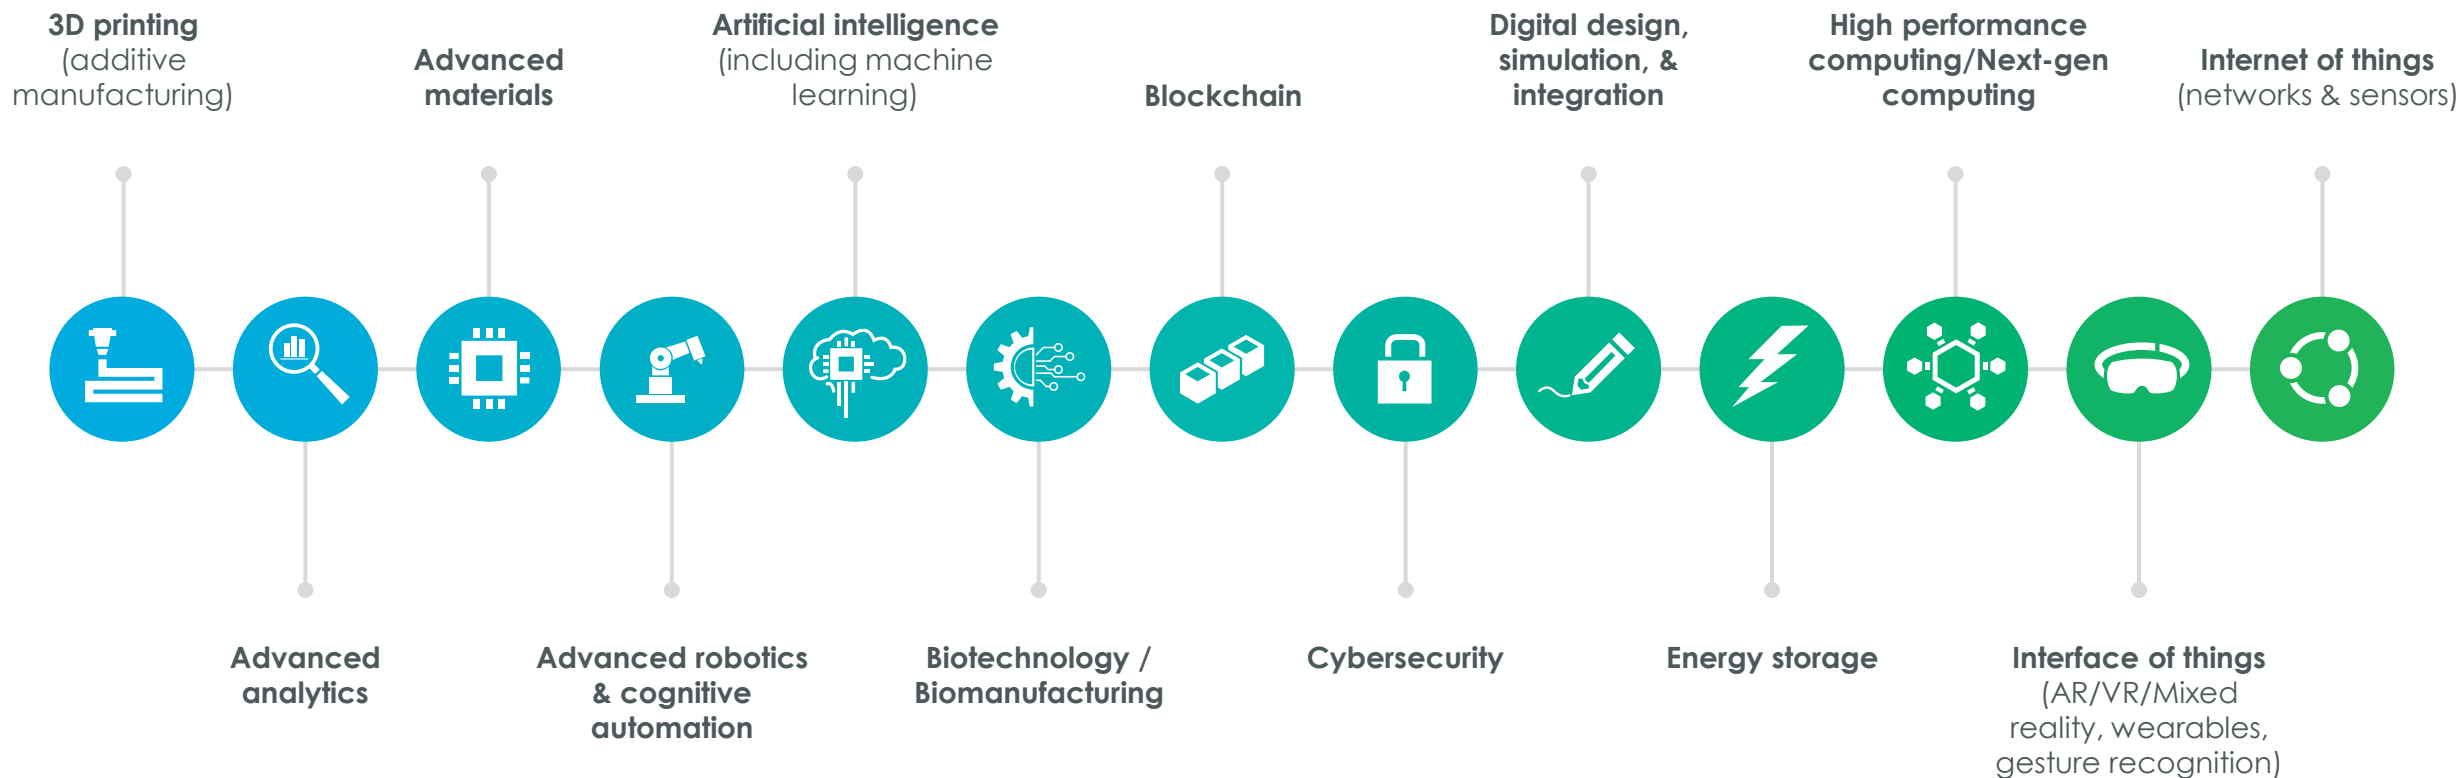 3D printing
(additive
manufacturing)
Advanced
materials
Artificial intelligence
(including machine
learning)
Blockchain
Digital design,
simulation, &
integration
High performance
computing/Next-gen
computing
Internet of things
(networks & sensors)
Advanced
analytics
Advanced robotics
& cognitive
automation
Biotechnology /
Biomanufacturing
Cybersecurity
Energy storage
Interface of things
(AR/VR/Mixed
reality, wearables,
gesture recognition)